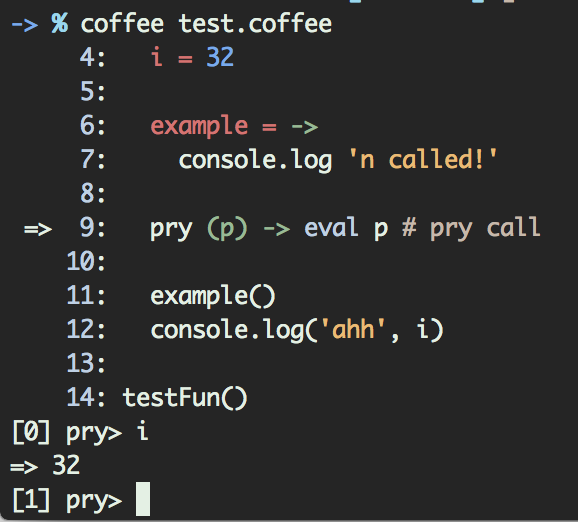 -> % coffee test.coffee
4: i = 32
5:
6: example = ->
7: console.log 'n called!'
8:
=> 9: pry (p) -> eval p # pry call
10:
11: example()
12: console.log('ahh', i)
13:
14: testFun()
[0] pry> i
=> 32
[1] pry>